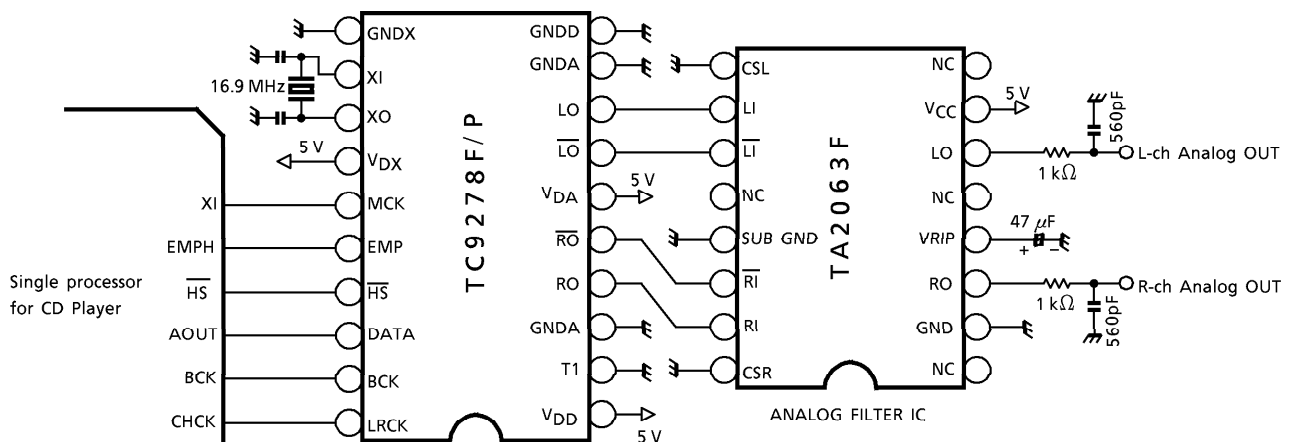 Single processor
for CD Player
XI
EMPH
HS
AOUT
BCK
CHCK
16.9 MHz
5 V
GNDX
XI
XO
VDX
MCK
EMP
HS
DATA
BCK
LRCK
TC9278F/P
GNDD
GNDA
LO
LO
VDA
5 V
RO
RO
GNDA
T1
VDD
5 V
CSL
LI
LI
NC
SUB GND
RI
RI
CSR
TA2063F
NC
VCC
LO
NC
VRIP
RO
GND
NC
ANALOG FILTER IC
5 V
560pF
1 kΩ
L-ch Analog OUT
47 μF
+ −
1 kΩ
560pF
R-ch Analog OUT